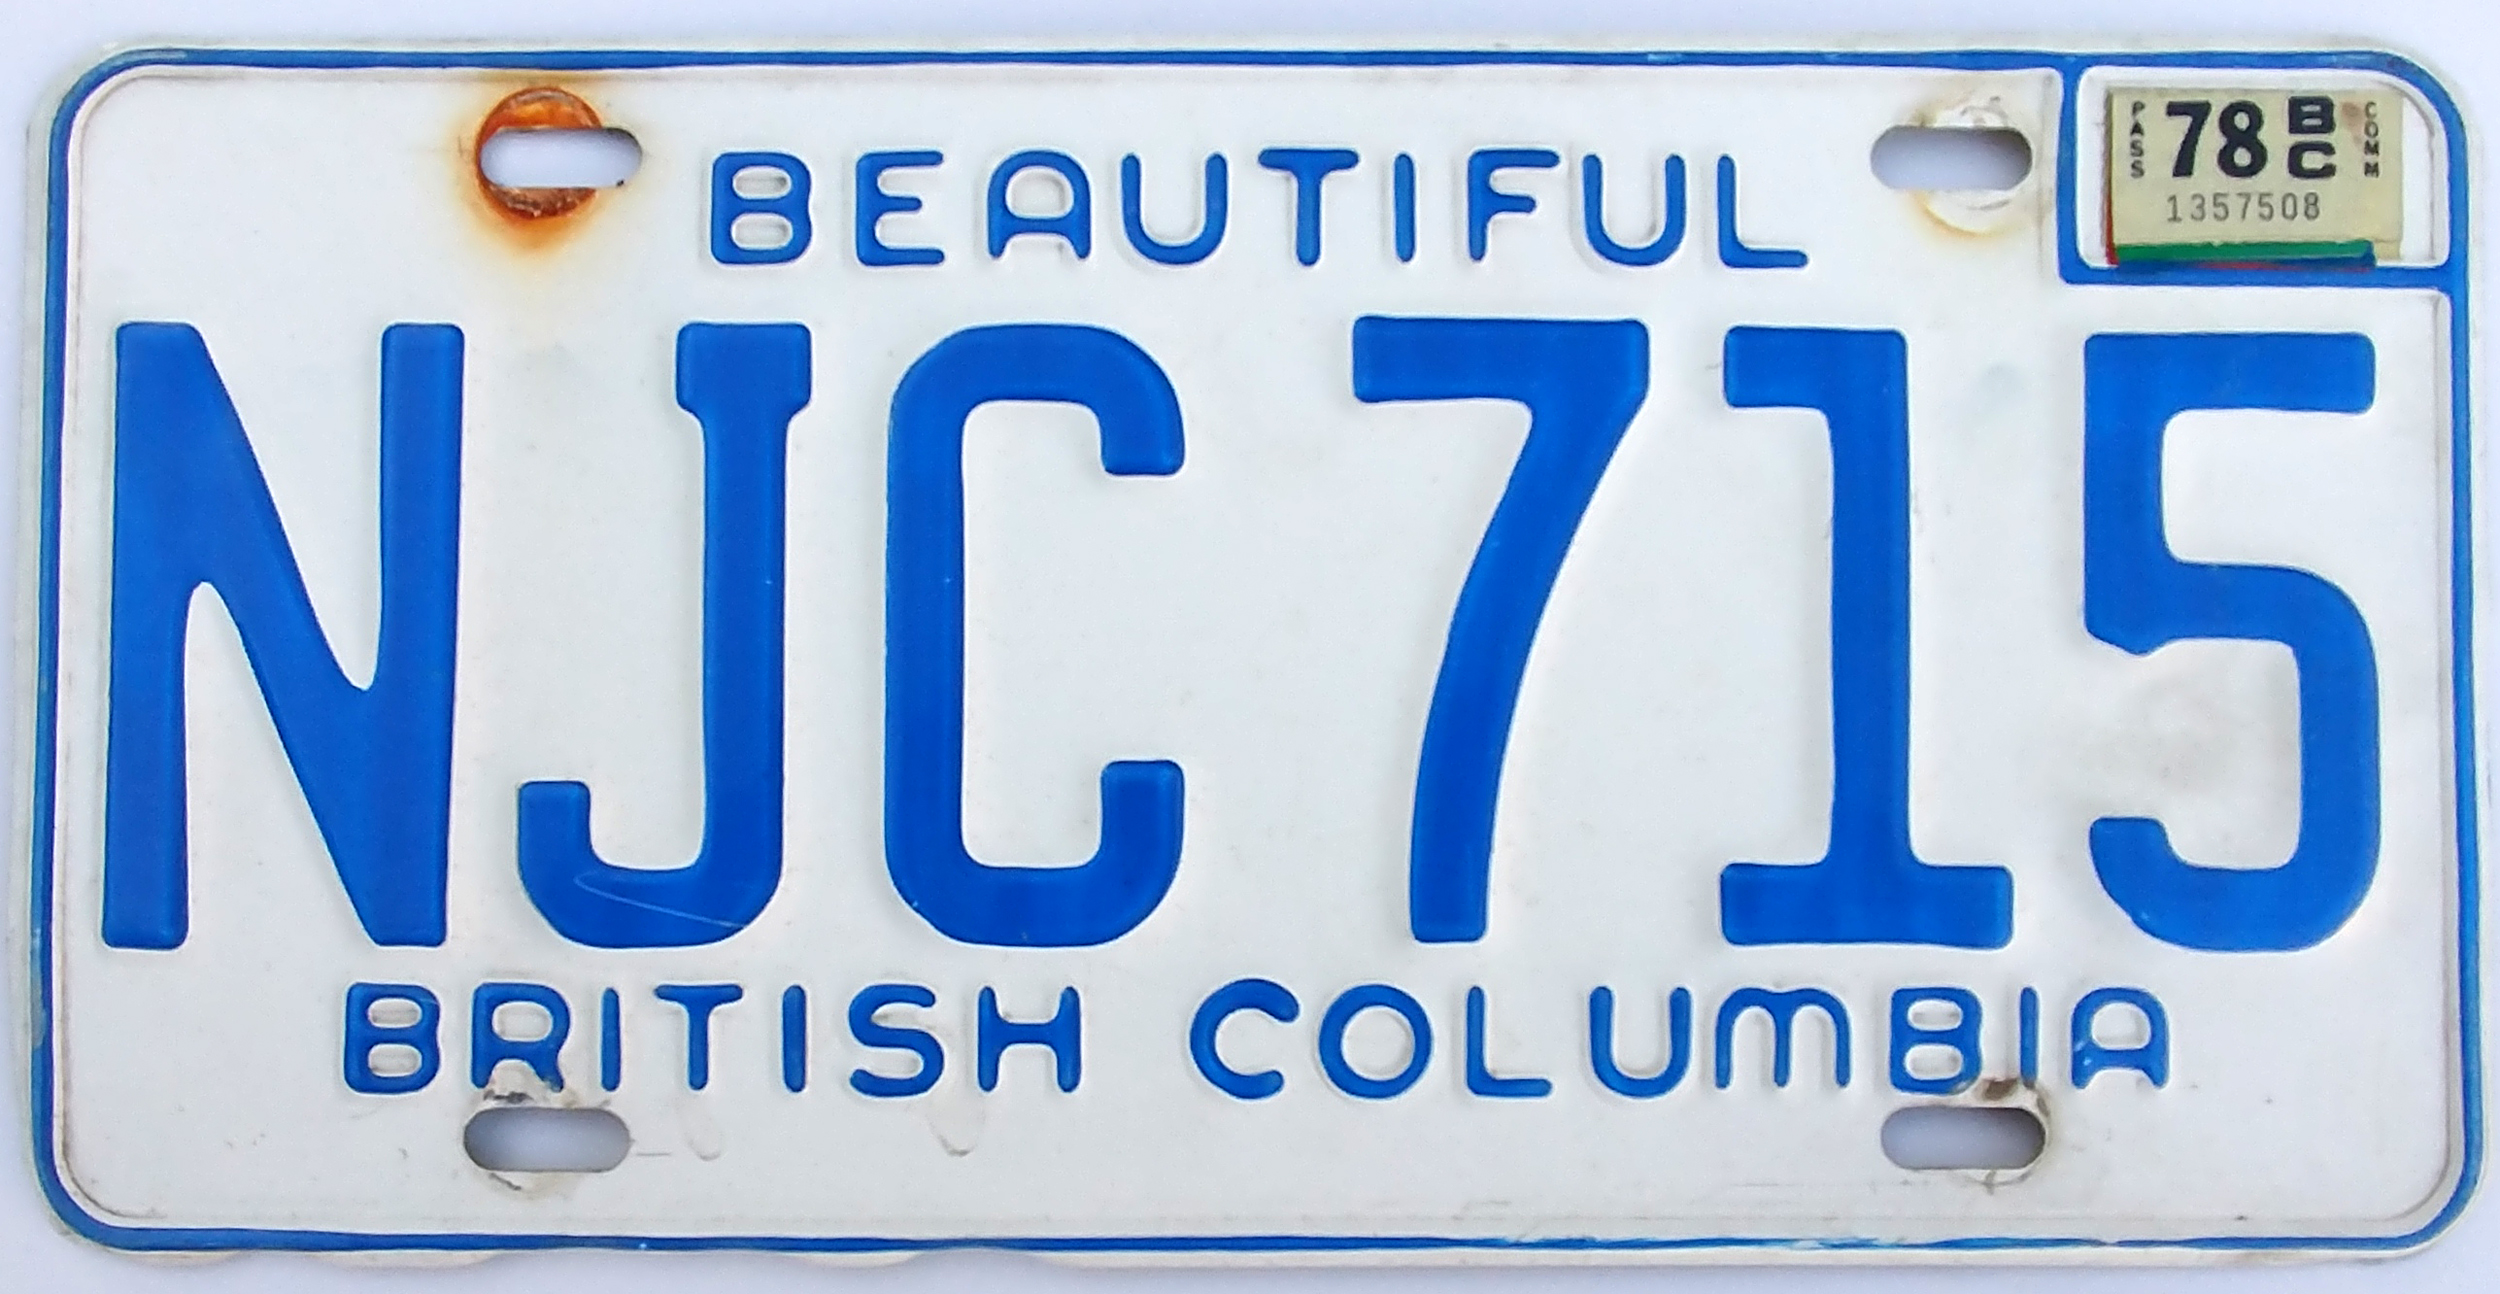 BEAUTIFUL
PASS 78 BC COMM
1357508
NJC 715
BRITISH COLUMBIA